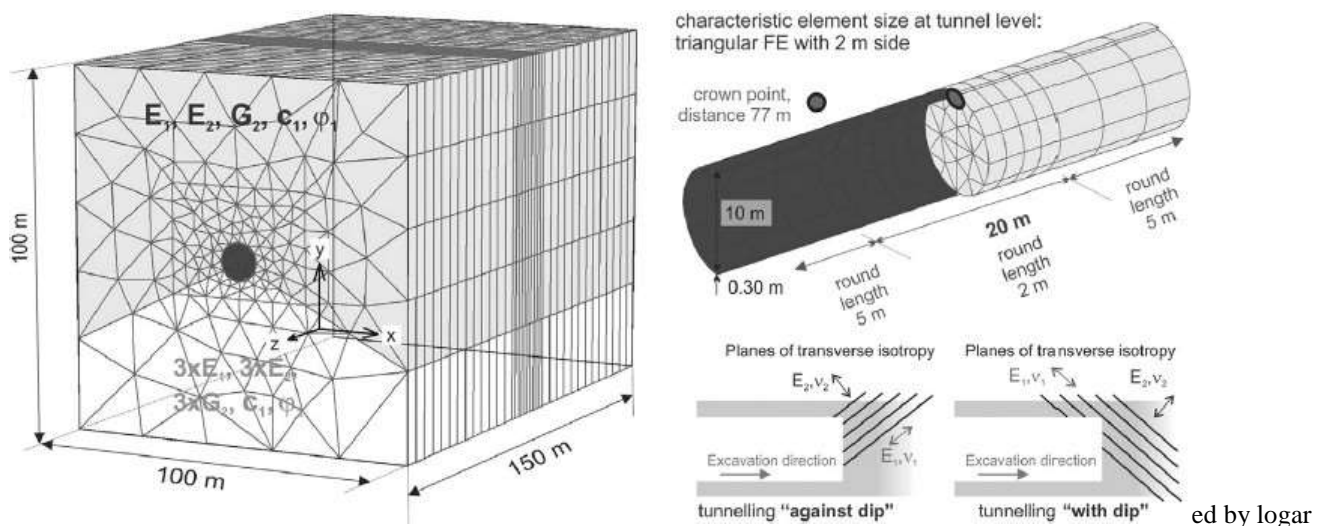 100 m
E₁, E₂, G₂, c₁, φ₁
y
x
z
3xE₁, 3xE₂,
3xG₂, c₁, φ
100 m
150 m
characteristic element size at tunnel level:
triangular FE with 2 m side
crown point,
distance 77 m
10 m
0.30 m
round
length
5 m
20 m
round
length
2 m
round
length
5 m
Planes of transverse isotropy
E₂,ν₂
E₁,ν₁
Excavation direction
tunnelling "against dip"
Planes of transverse isotropy
E₁,ν₁
E₂,ν₂
Excavation direction
tunnelling "with dip"
ed by logar